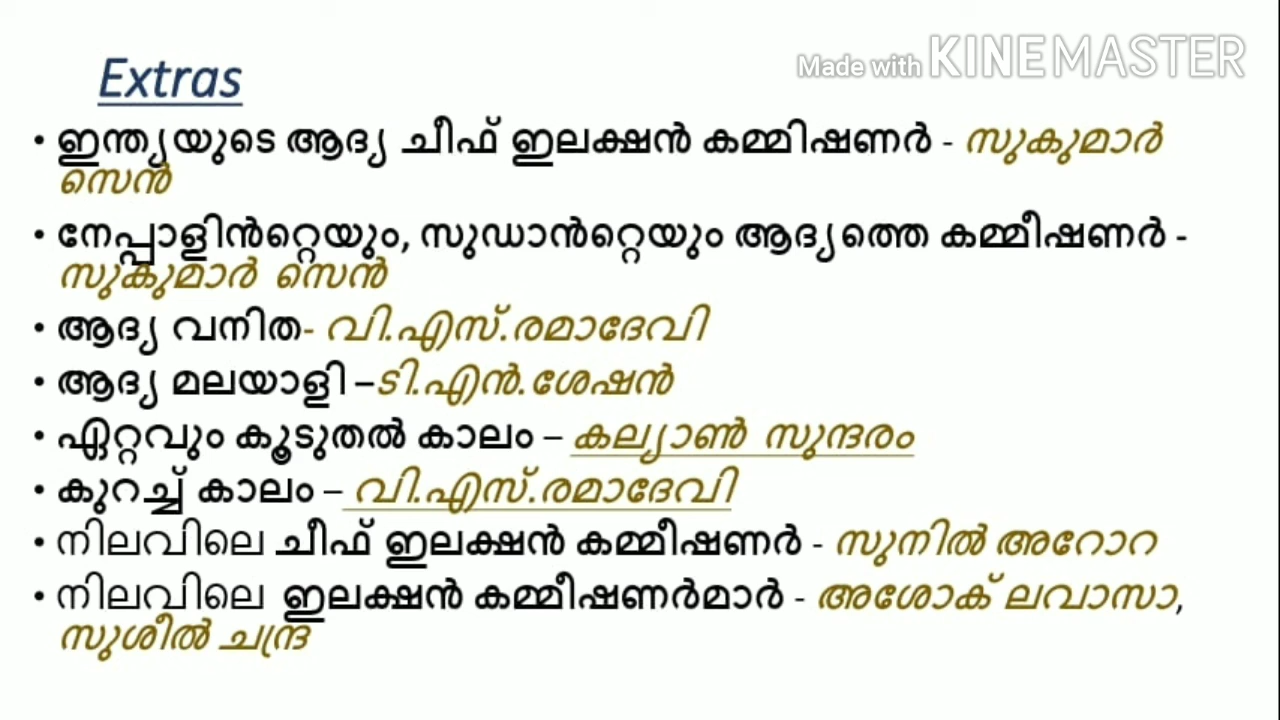 Extras
Made with KINEMASTER
• ഇന്ത്യയുടെ ആദ്യ ചീഫ് ഇലക്ഷൻ കമ്മിഷണർ - സുകുമാർ
സെൻ
• നേപ്പാളിൻറ്റെയും, സുഡാൻറ്റെയും ആദ്യത്തെ കമ്മീഷണർ -
സുകുമാർ സെൻ
• ആദ്യ വനിത- വി.എസ്.രമാദേവി
• ആദ്യ മലയാളി –ടി.എൻ.ശേഷൻ
• ഏറ്റവും കൂടുതൽ കാലം – കല്യാൺ സുന്ദരം
• കുറച്ച് കാലം – വി.എസ്.രമാദേവി
• നിലവിലെ ചീഫ് ഇലക്ഷൻ കമ്മീഷണർ - സുനിൽ അറോറ
• നിലവിലെ ഇലക്ഷൻ കമ്മീഷണർമാർ - അശോക് ലവാസാ,
സുശീൽ ചന്ദ്ര